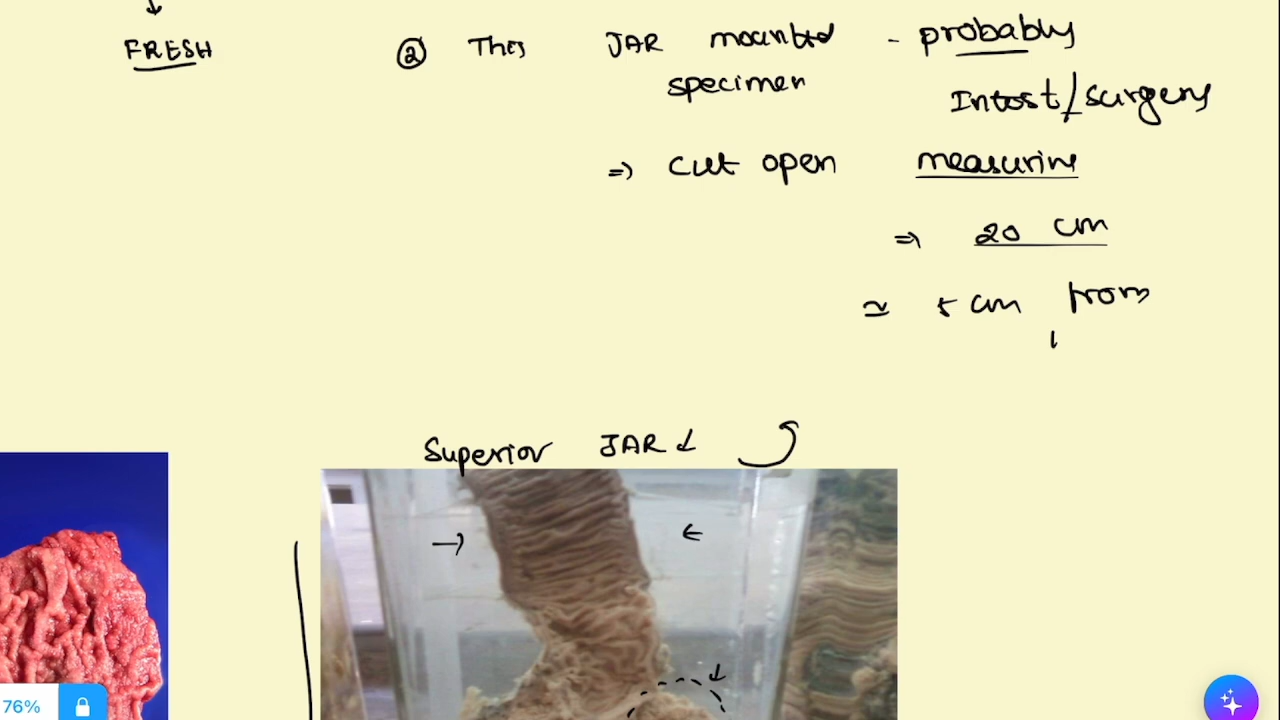 FRESH
② This JAR mounted - probably
specimen Intest/surgery
⇒ cut open measuring
⇒ 20 cm
≃ 5 cm from
Superior JAR
76%